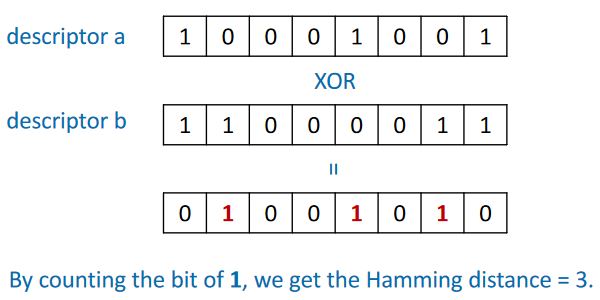 descriptor a 1 0 0 0 1 0 0 1
XOR
descriptor b 1 1 0 0 0 0 1 1
=
0 1 0 0 1 0 1 0
By counting the bit of 1, we get the Hamming distance = 3.